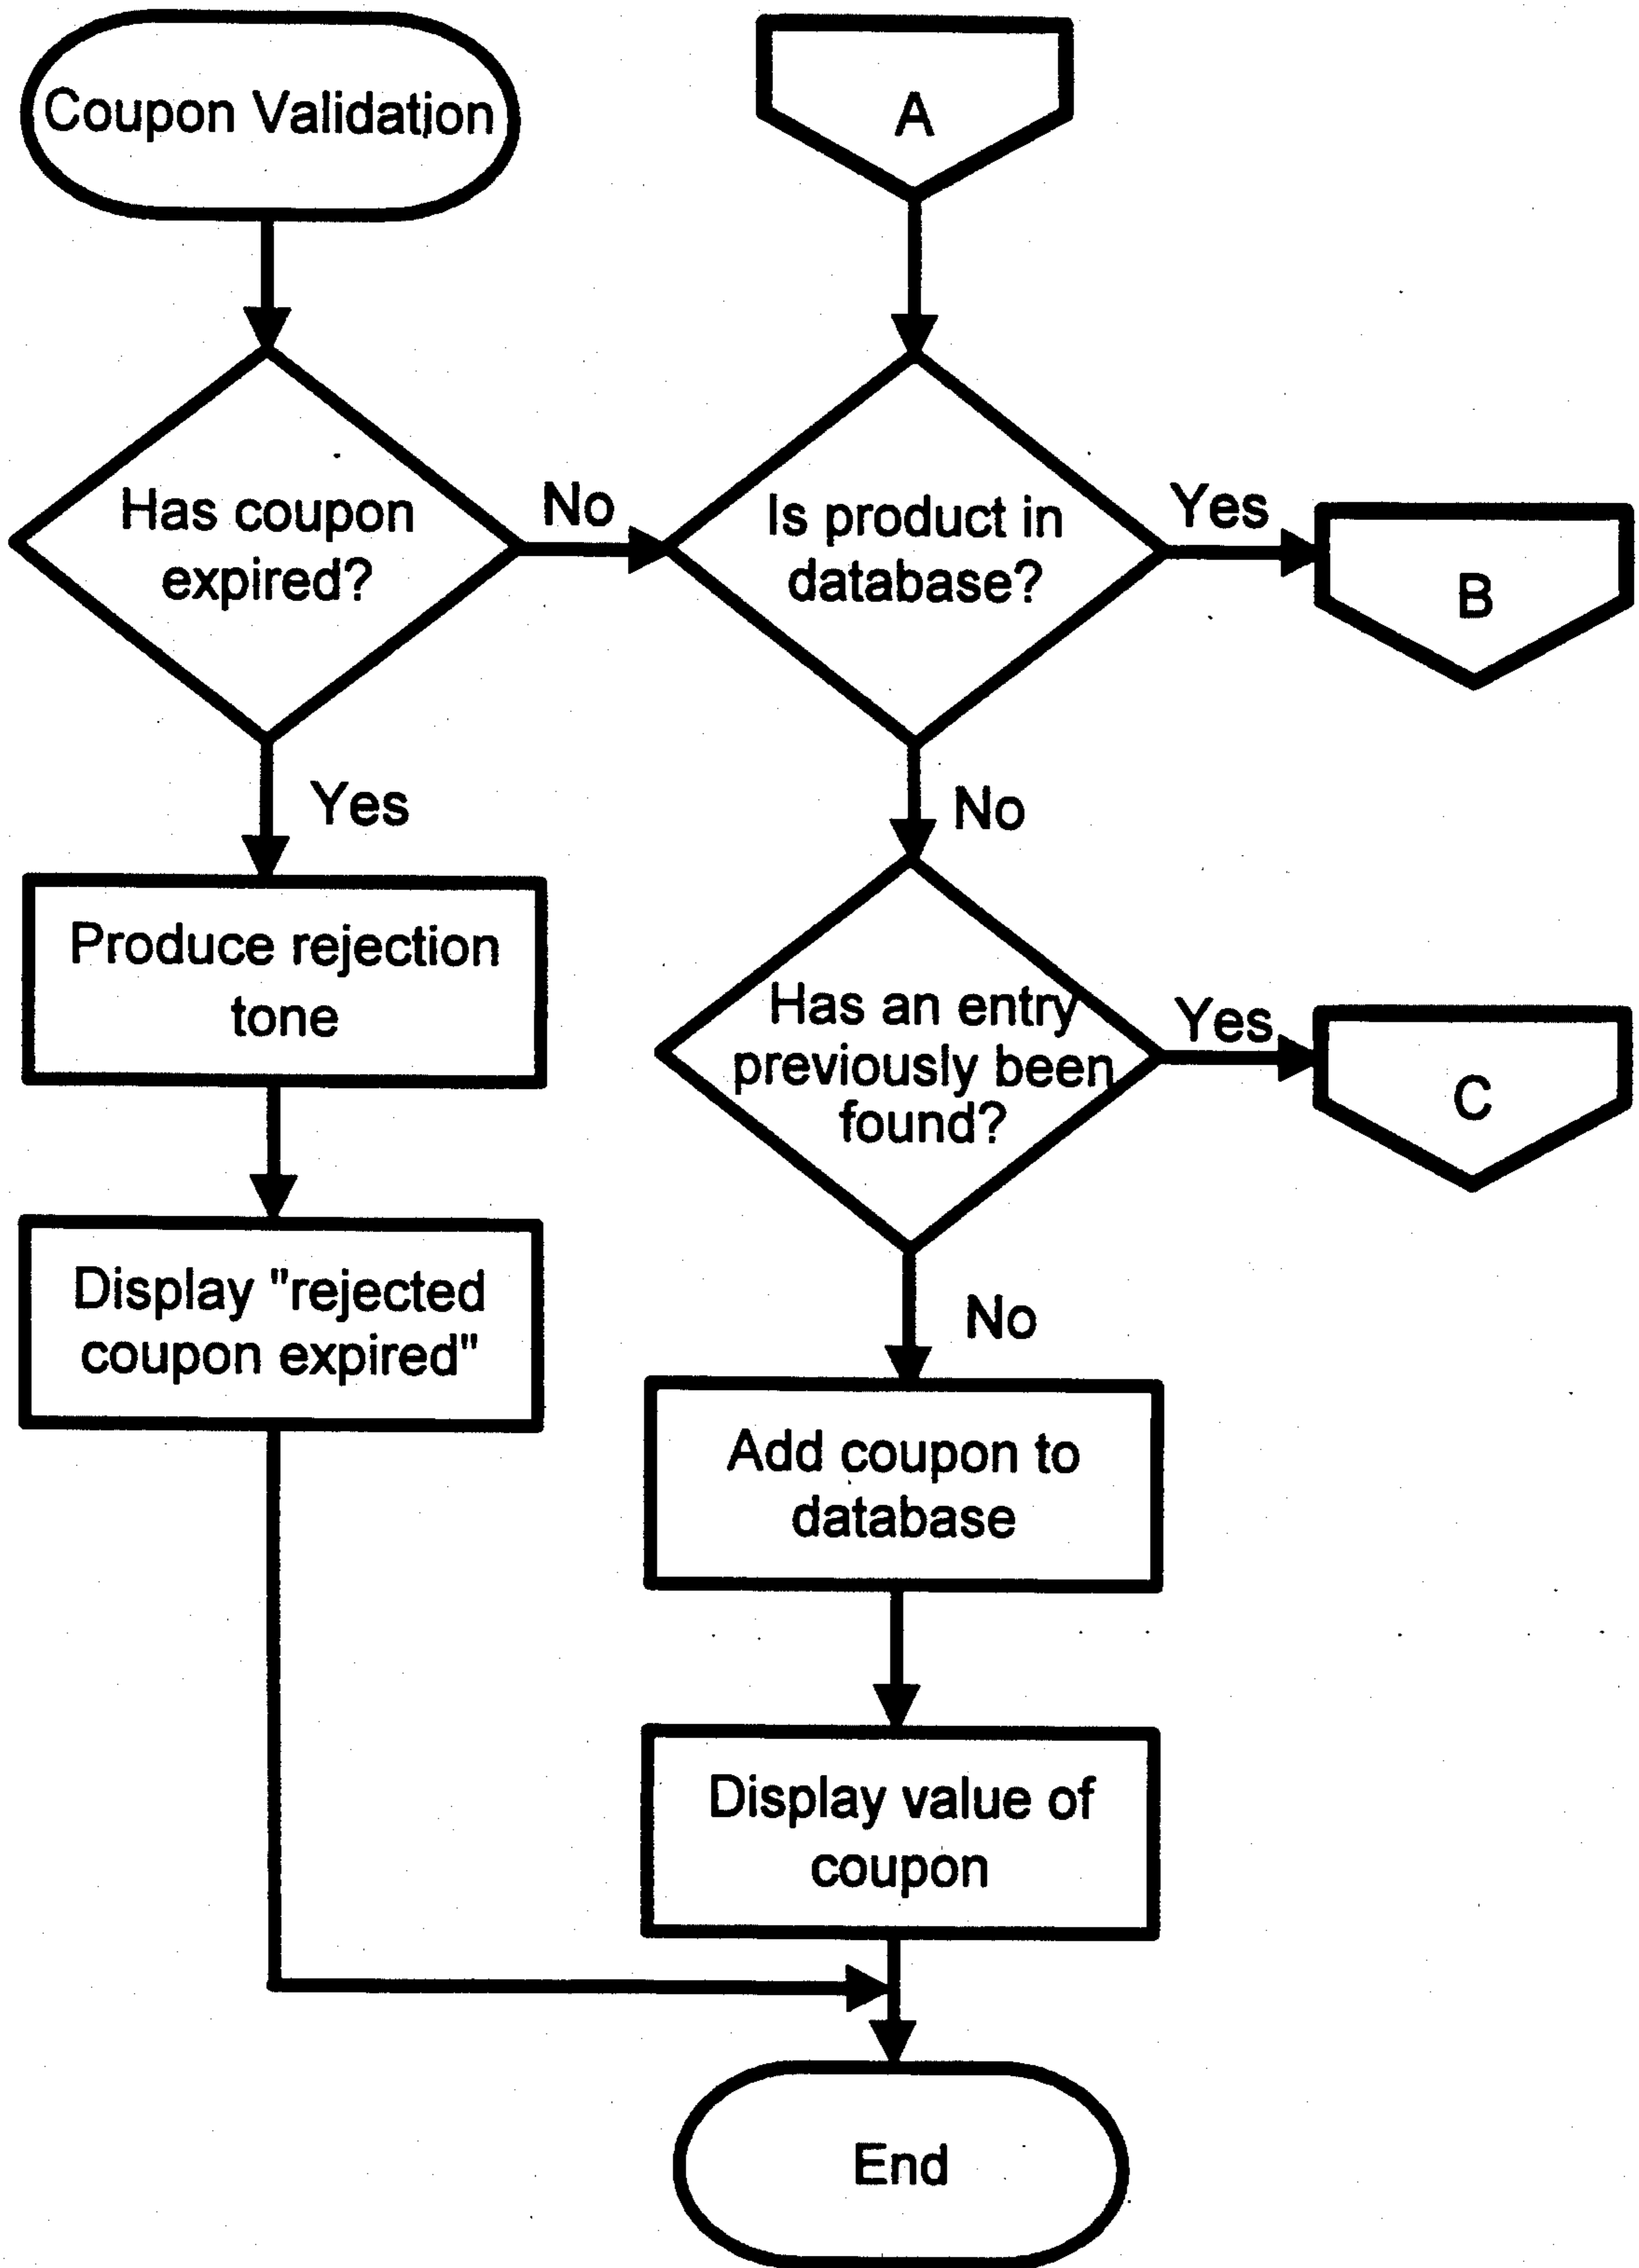 Coupon Validation
A
Has coupon
expired?
No
Is product in
database?
Yes
B
Yes
No
Produce rejection
tone
Has an entry
previously been
found?
Yes
C
Display "rejected
coupon expired"
No
Add coupon to
database
Display value of
coupon
End